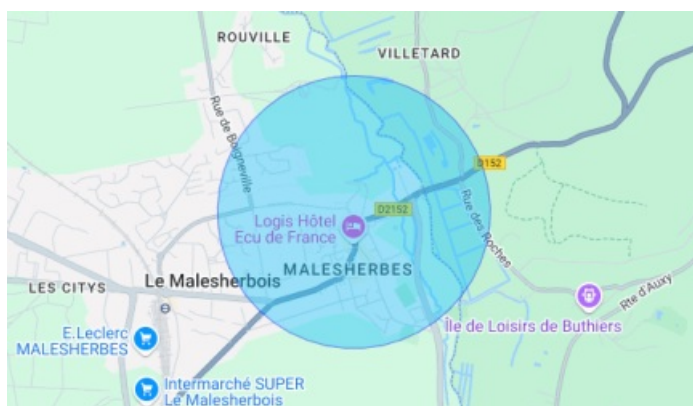 ROUVILLE
VILLETARD
Rue de Boigneville
D152
D2152
Rue des Roches
Logis Hôtel
Ecu de France
MALESHERBES
Le Malesherbois
LES CITYS
Rte d'Auxy
Île de Loisirs de Buthiers
E.Leclerc
MALESHERBES
Intermarché SUPER
Le Malesherbois